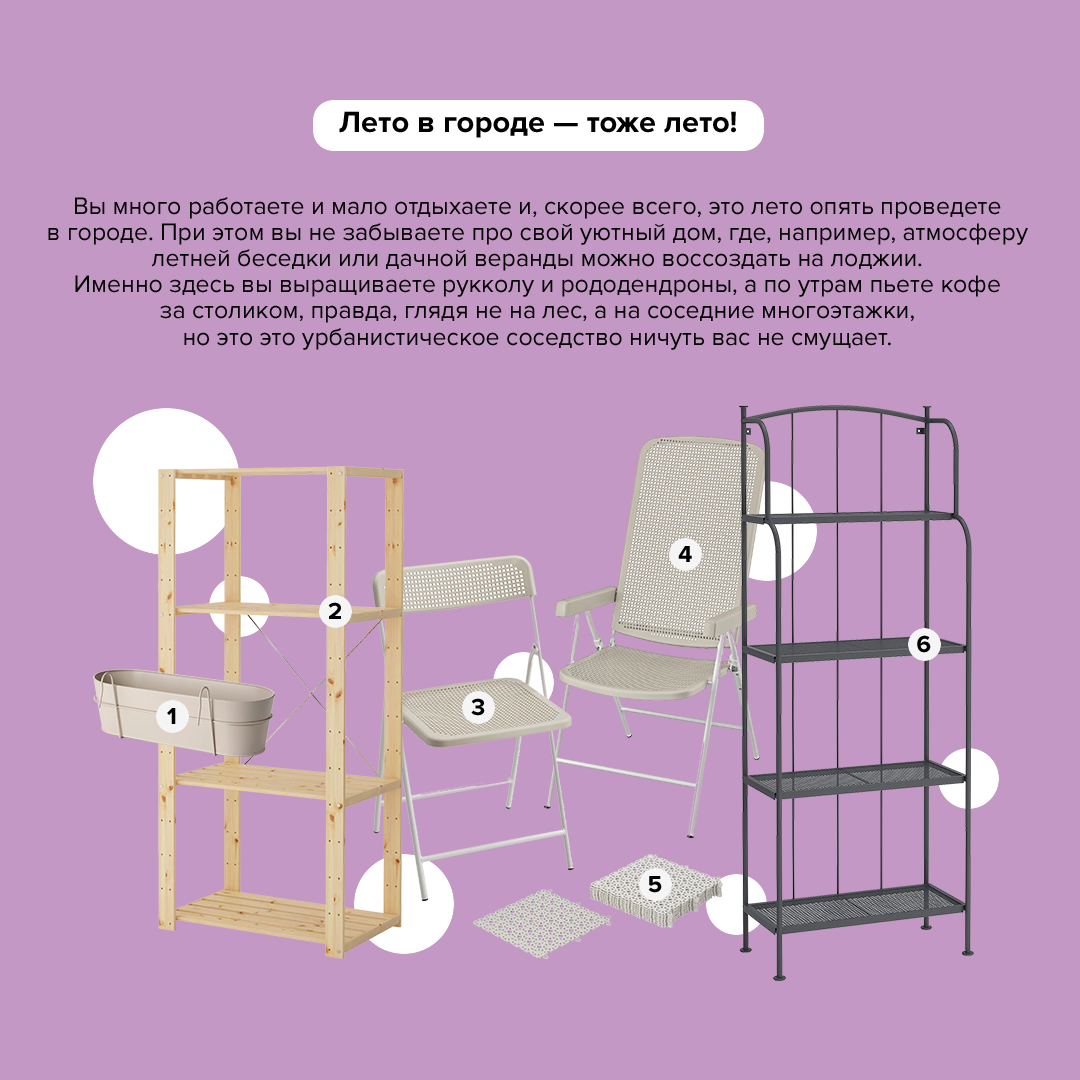 Лето в городе — тоже лето!
Вы много работаете и мало отдыхаете и, скорее всего, это лето опять проведете
в городе. При этом вы не забываете про свой уютный дом, где, например, атмосферу
летней беседки или дачной веранды можно воссоздать на лоджии.
Именно здесь вы выращиваете рукколу и рододендроны, а по утрам пьете кофе
за столиком, правда, глядя не на лес, а на соседние многоэтажки,
но это это урбанистическое соседство ничуть вас не смущает.
4
2
6
3
1
5